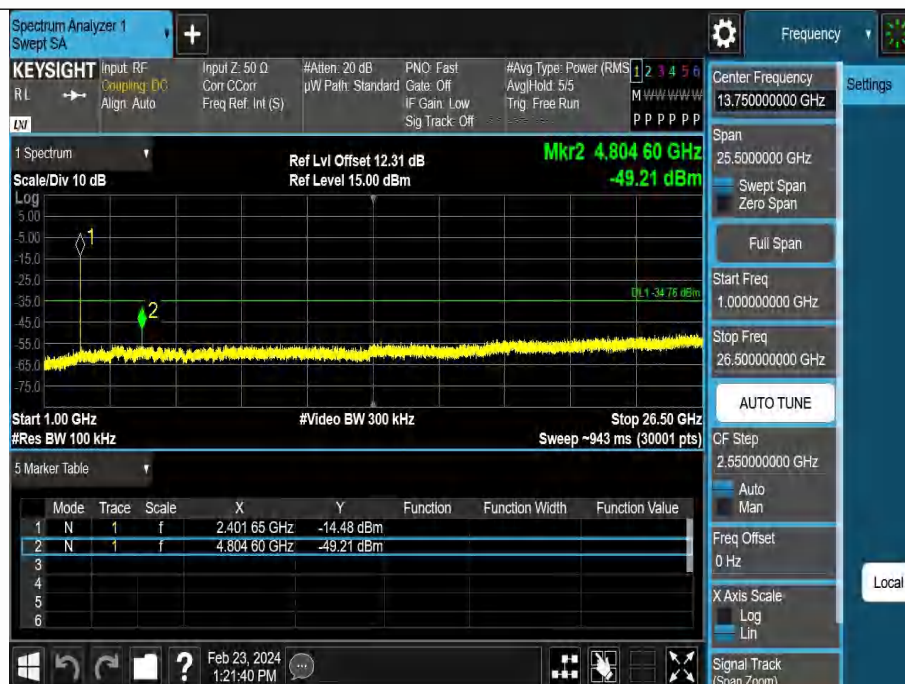 Spectrum Analyzer 1
Swept SA
+
Frequency
KEYSIGHT
RL
LXI
Input: RF
Coupling: DC
Align: Auto
Input Z: 50 Ω
Corr CCorr
Freq Ref: Int (S)
#Atten: 20 dB
µW Path: Standard
PNO: Fast
Gate: Off
IF Gain: Low
Sig Track: Off
#Avg Type: Power (RMS
Avg|Hold: 5/5
Trig: Free Run
1 2 3 4 5 6
M W W W W W
P P P P P P
1 Spectrum
Scale/Div 10 dB
Ref Lvl Offset 12.31 dB
Ref Level 15.00 dBm
Mkr2 4.804 60 GHz
-49.21 dBm
Log
5.00
-5.00
-15.0
-25.0
-35.0
-45.0
-55.0
-65.0
-75.0
1
2
DL1 -34.76 dBm
Start 1.00 GHz
#Res BW 100 kHz
#Video BW 300 kHz
Stop 26.50 GHz
Sweep ~943 ms (30001 pts)
5 Marker Table
Mode Trace Scale X Y Function Function Width Function Value
1 N 1 f 2.401 65 GHz -14.48 dBm
2 N 1 f 4.804 60 GHz -49.21 dBm
3
4
5
6
?
Feb 23, 2024
1:21:40 PM
Center Frequency
13.750000000 GHz
Settings
Span
25.5000000 GHz
Swept Span
Zero Span
Full Span
Start Freq
1.000000000 GHz
Stop Freq
26.500000000 GHz
AUTO TUNE
CF Step
2.550000000 GHz
Auto
Man
Freq Offset
0 Hz
Local
X Axis Scale
Log
Lin
Signal Track
(Span Zoom)